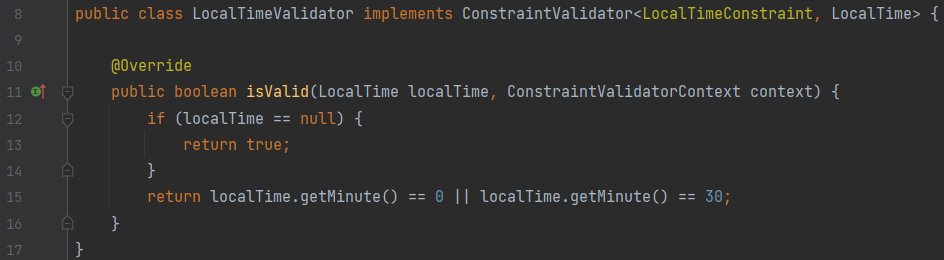 8 public class LocalTimeValidator implements ConstraintValidator<LocalTimeConstraint, LocalTime> {
9
10 @Override
11 public boolean isValid(LocalTime localTime, ConstraintValidatorContext context) {
12 if (localTime == null) {
13 return true;
14 }
15 return localTime.getMinute() == 0 || localTime.getMinute() == 30;
16 }
17 }